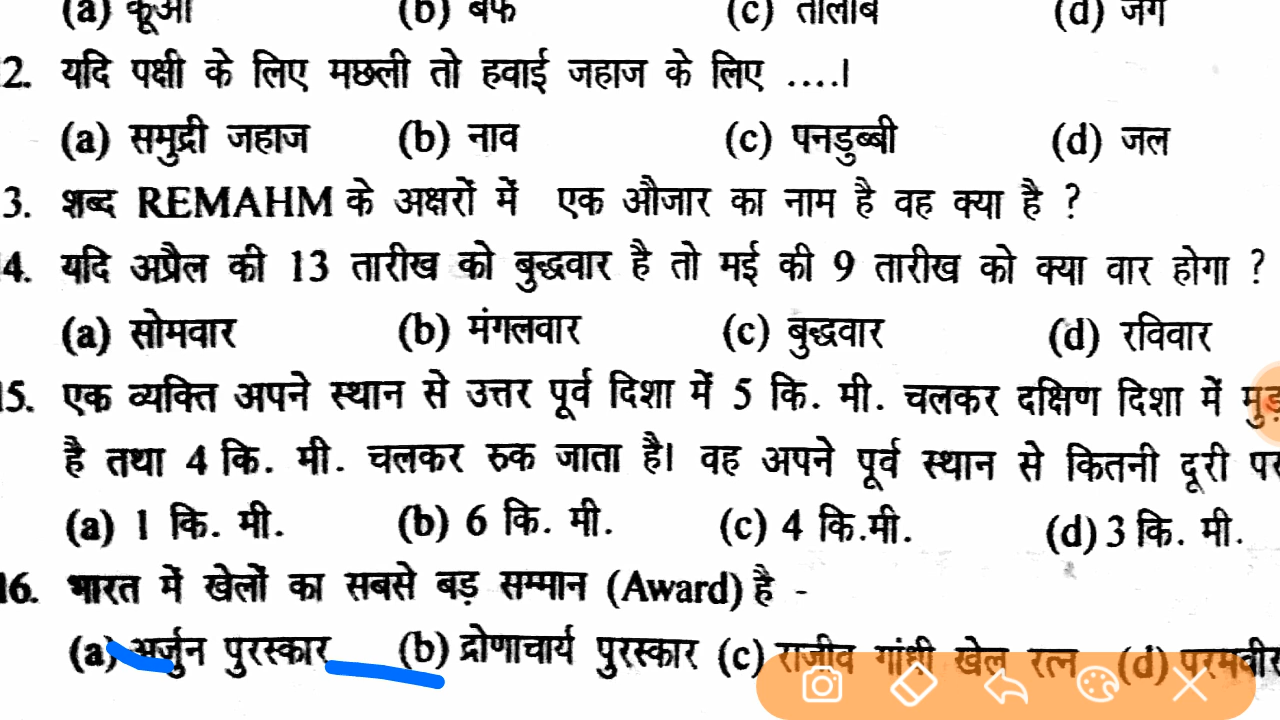 (a) कूआ (b) बर्फ (c) तालाब (d) जग
2. यदि पक्षी के लिए मछली तो हवाई जहाज के लिए ....।
(a) समुद्री जहाज (b) नाव (c) पनडुब्बी (d) जल
3. शब्द REMAHM के अक्षरों में एक औजार का नाम है वह क्या है ?
4. यदि अप्रैल की 13 तारीख को बुद्धवार है तो मई की 9 तारीख को क्या वार होगा ?
(a) सोमवार (b) मंगलवार (c) बुद्धवार (d) रविवार
15. एक व्यक्ति अपने स्थान से उत्तर पूर्व दिशा में 5 कि. मी. चलकर दक्षिण दिशा में मुड़
है तथा 4 कि. मी. चलकर रुक जाता है। वह अपने पूर्व स्थान से कितनी दूरी पर
(a) 1 कि. मी. (b) 6 कि. मी. (c) 4 कि.मी. (d) 3 कि. मी.
16. भारत में खेलों का सबसे बड़ सम्मान (Award) है -
(a) अर्जुन पुरस्कार (b) द्रोणाचार्य पुरस्कार (c) राजीव गांधी खेल रत्न (d) परमवीर